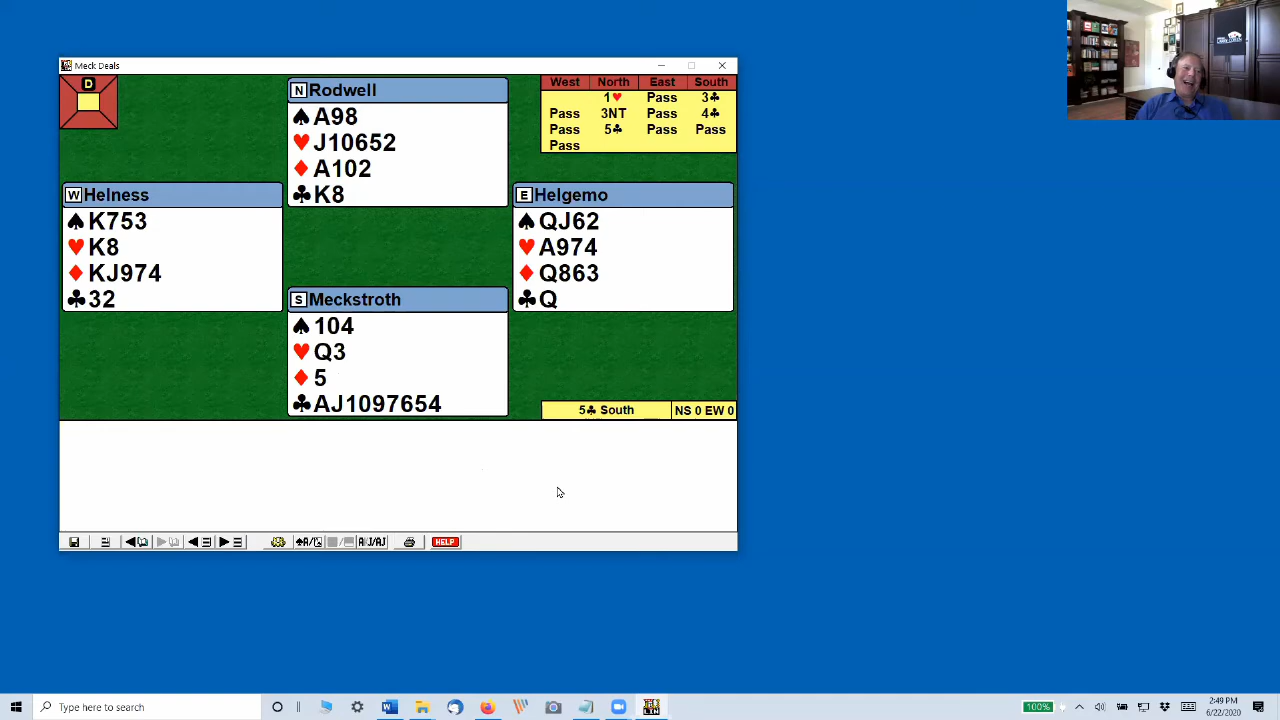 Meck Deals
D
N Rodwell
♠ A98
♥ J10652
♦ A102
♣ K8
West North East South
1♥ Pass 3♣
Pass 3NT Pass 4♣
Pass 5♣ Pass Pass
Pass
W Helness
♠ K753
♥ K8
♦ KJ974
♣ 32
E Helgemo
♠ QJ62
♥ A974
♦ Q863
♣ Q
S Meckstroth
♠ 104
♥ Q3
♦ 5
♣ AJ1097654
5♣ South NS 0 EW 0
HELP
Type here to search
100%
2:49 PM
6/22/2020